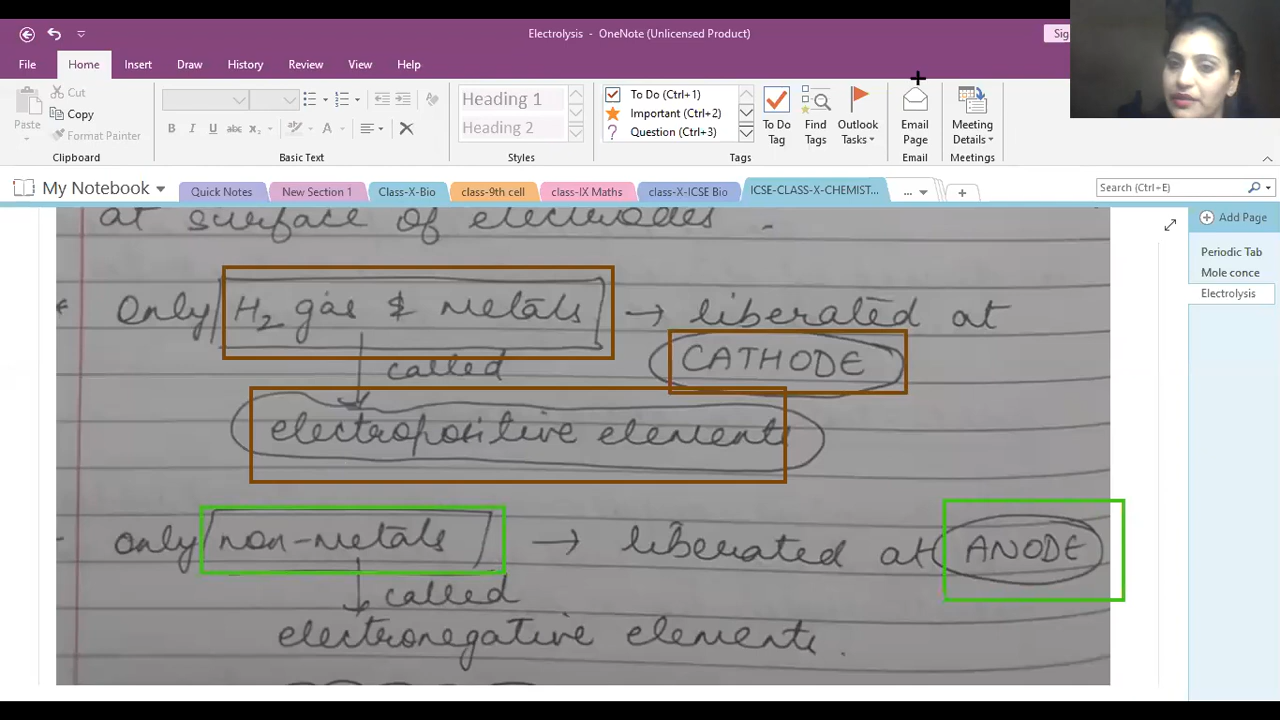 Electrolysis - OneNote (Unlicensed Product)
File Home Insert Draw History Review View Help
Cut
Copy
Paste
Format Painter
Clipboard
B I U abc x₂ A
Basic Text
Heading 1
Heading 2
Styles
To Do (Ctrl+1)
Important (Ctrl+2)
? Question (Ctrl+3)
To Do Tag
Find Tags
Outlook Tasks
Tags
Email Page
Email
Meeting Details
Meetings
My Notebook
Quick Notes New Section 1 Class-X-Bio class-9th cell class-IX Maths class-X-ICSE Bio ICSE-CLASS-X-CHEMIST... ...
Search (Ctrl+E)
Add Page
Periodic Tab
Mole conce
Electrolysis
at surface of electrodes .
Only H₂ gas & metals → liberated at
CATHODE
called
electropositive elements
only non-metals → liberated at ANODE
called
electronegative elements.